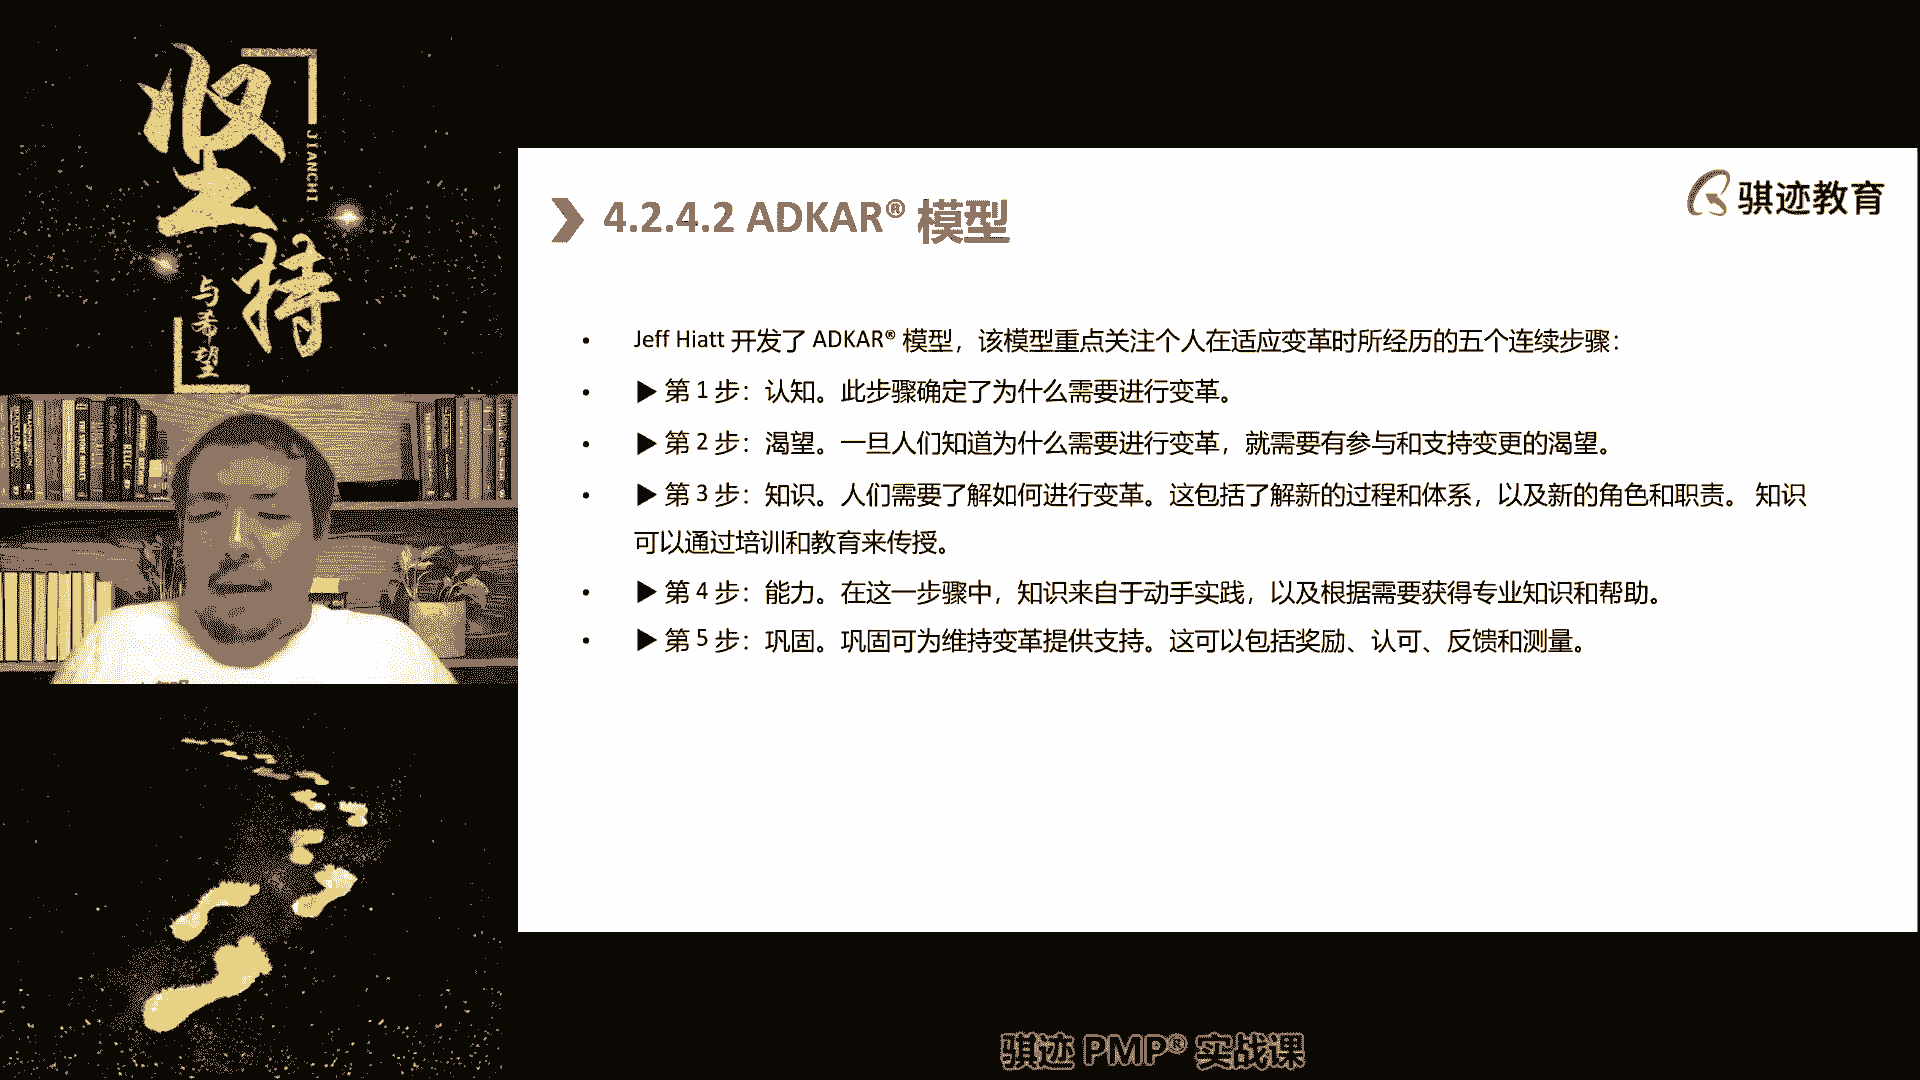 坚持
JIANCHI
与希望
骐迹教育
4.2.4.2 ADKAR® 模型
• Jeff Hiatt 开发了 ADKAR® 模型，该模型重点关注个人在适应变革时所经历的五个连续步骤：
• ▶ 第 1 步：认知。此步骤确定了为什么需要进行变革。
• ▶ 第 2 步：渴望。一旦人们知道为什么需要进行变革，就需要有参与和支持变更的渴望。
• ▶ 第 3 步：知识。人们需要了解如何进行变革。这包括了解新的过程和体系，以及新的角色和职责。 知识
可以通过培训和教育来传授。
• ▶ 第 4 步：能力。在这一步骤中，知识来自于动手实践，以及根据需要获得专业知识和帮助。
• ▶ 第 5 步：巩固。巩固可为维持变革提供支持。这可以包括奖励、认可、反馈和测量。
骐迹 PMP® 实战课